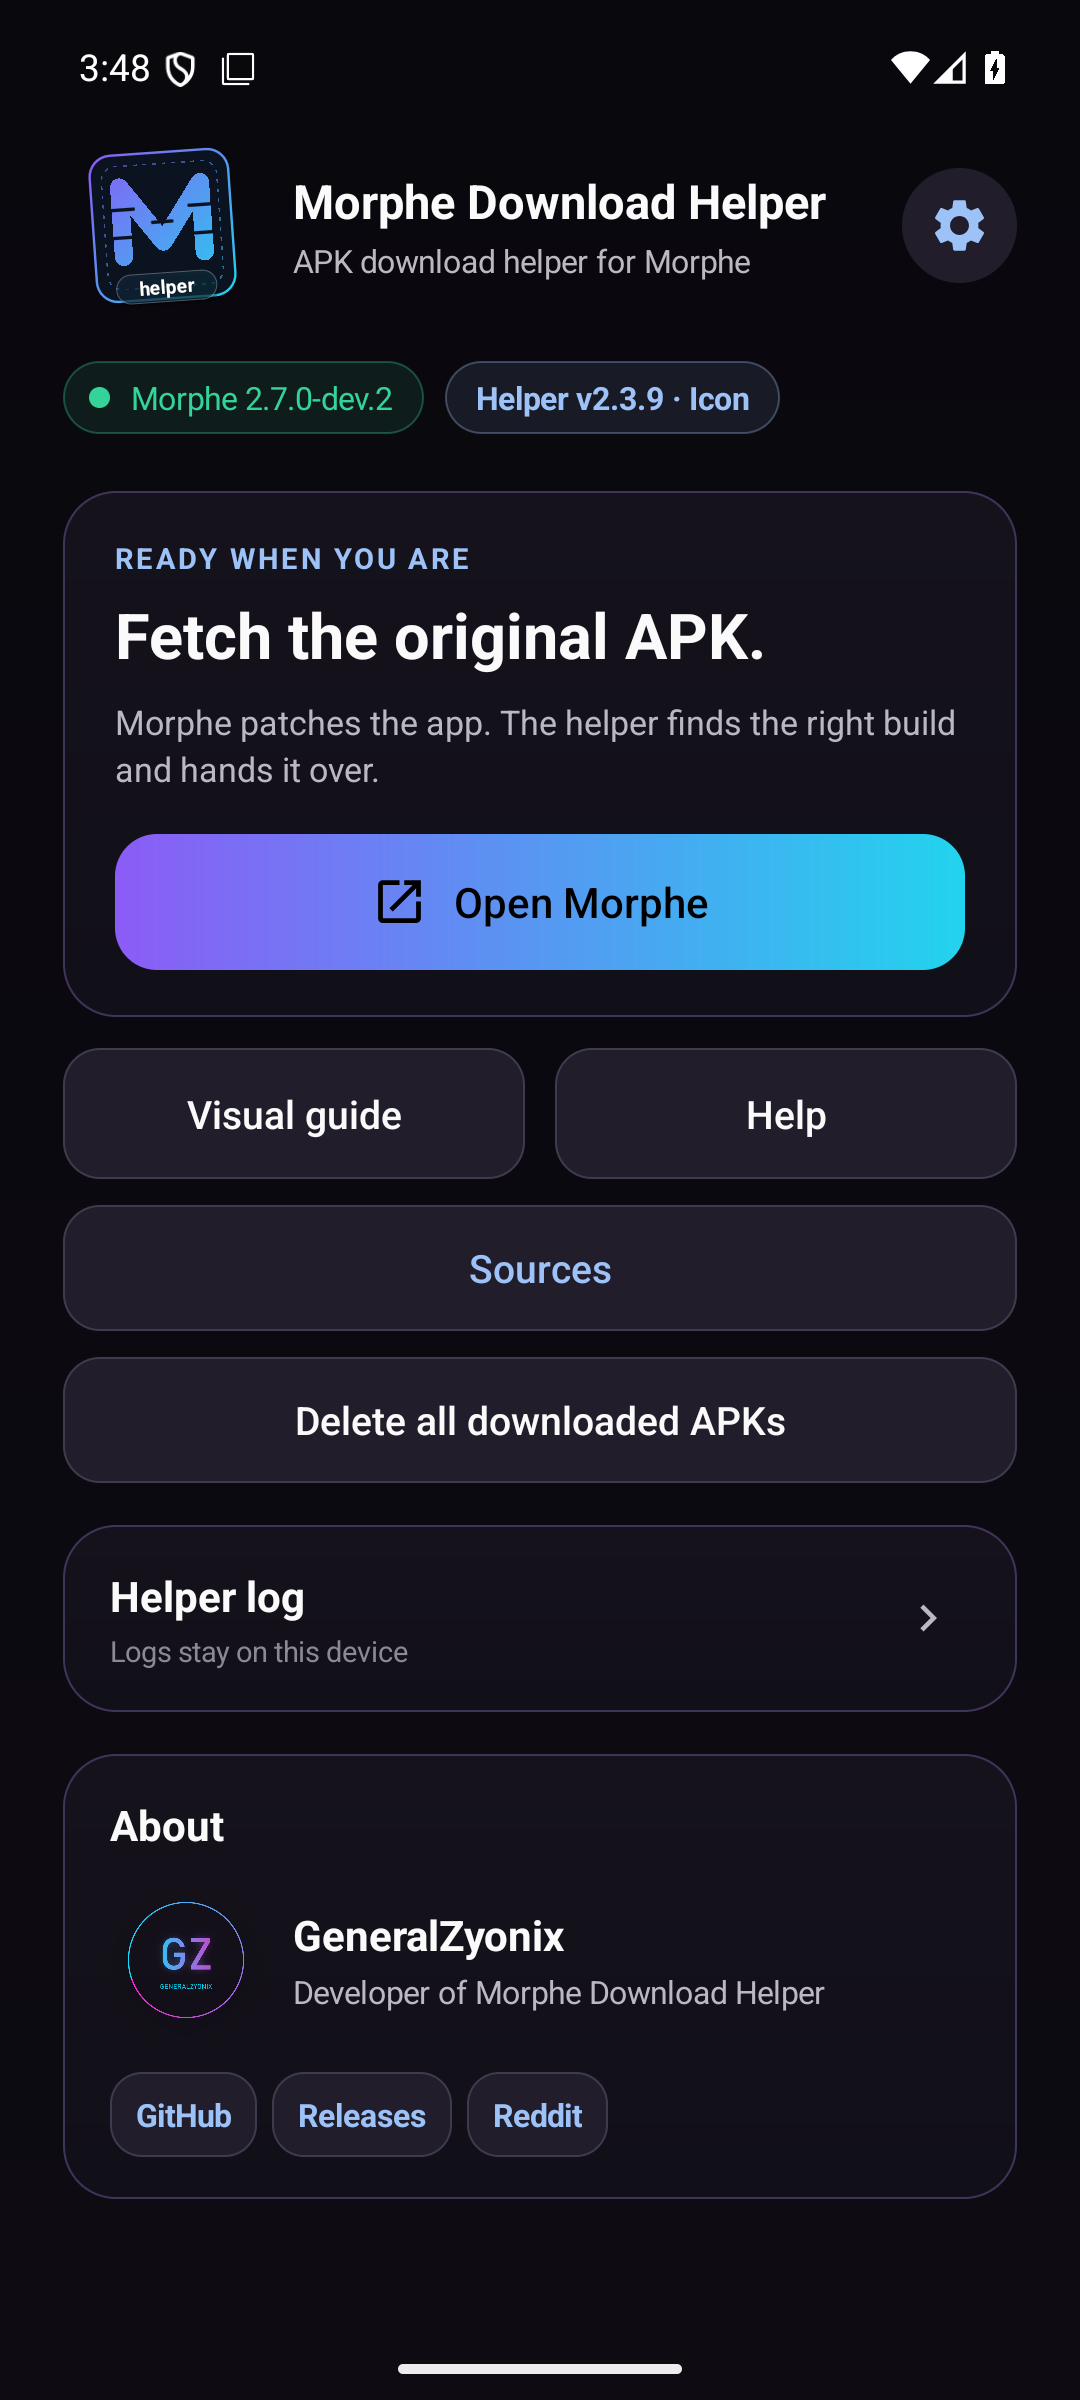 3:48
helper
Morphe Download Helper
APK download helper for Morphe
Morphe 2.7.0-dev.2
Helper v2.3.9 · Icon
READY WHEN YOU ARE
Fetch the original APK.
Morphe patches the app. The helper finds the right build
and hands it over.
Open Morphe
Visual guide
Help
Sources
Delete all downloaded APKs
Helper log
Logs stay on this device
About
GZ
GENERALZYONIX
GeneralZyonix
Developer of Morphe Download Helper
GitHub
Releases
Reddit